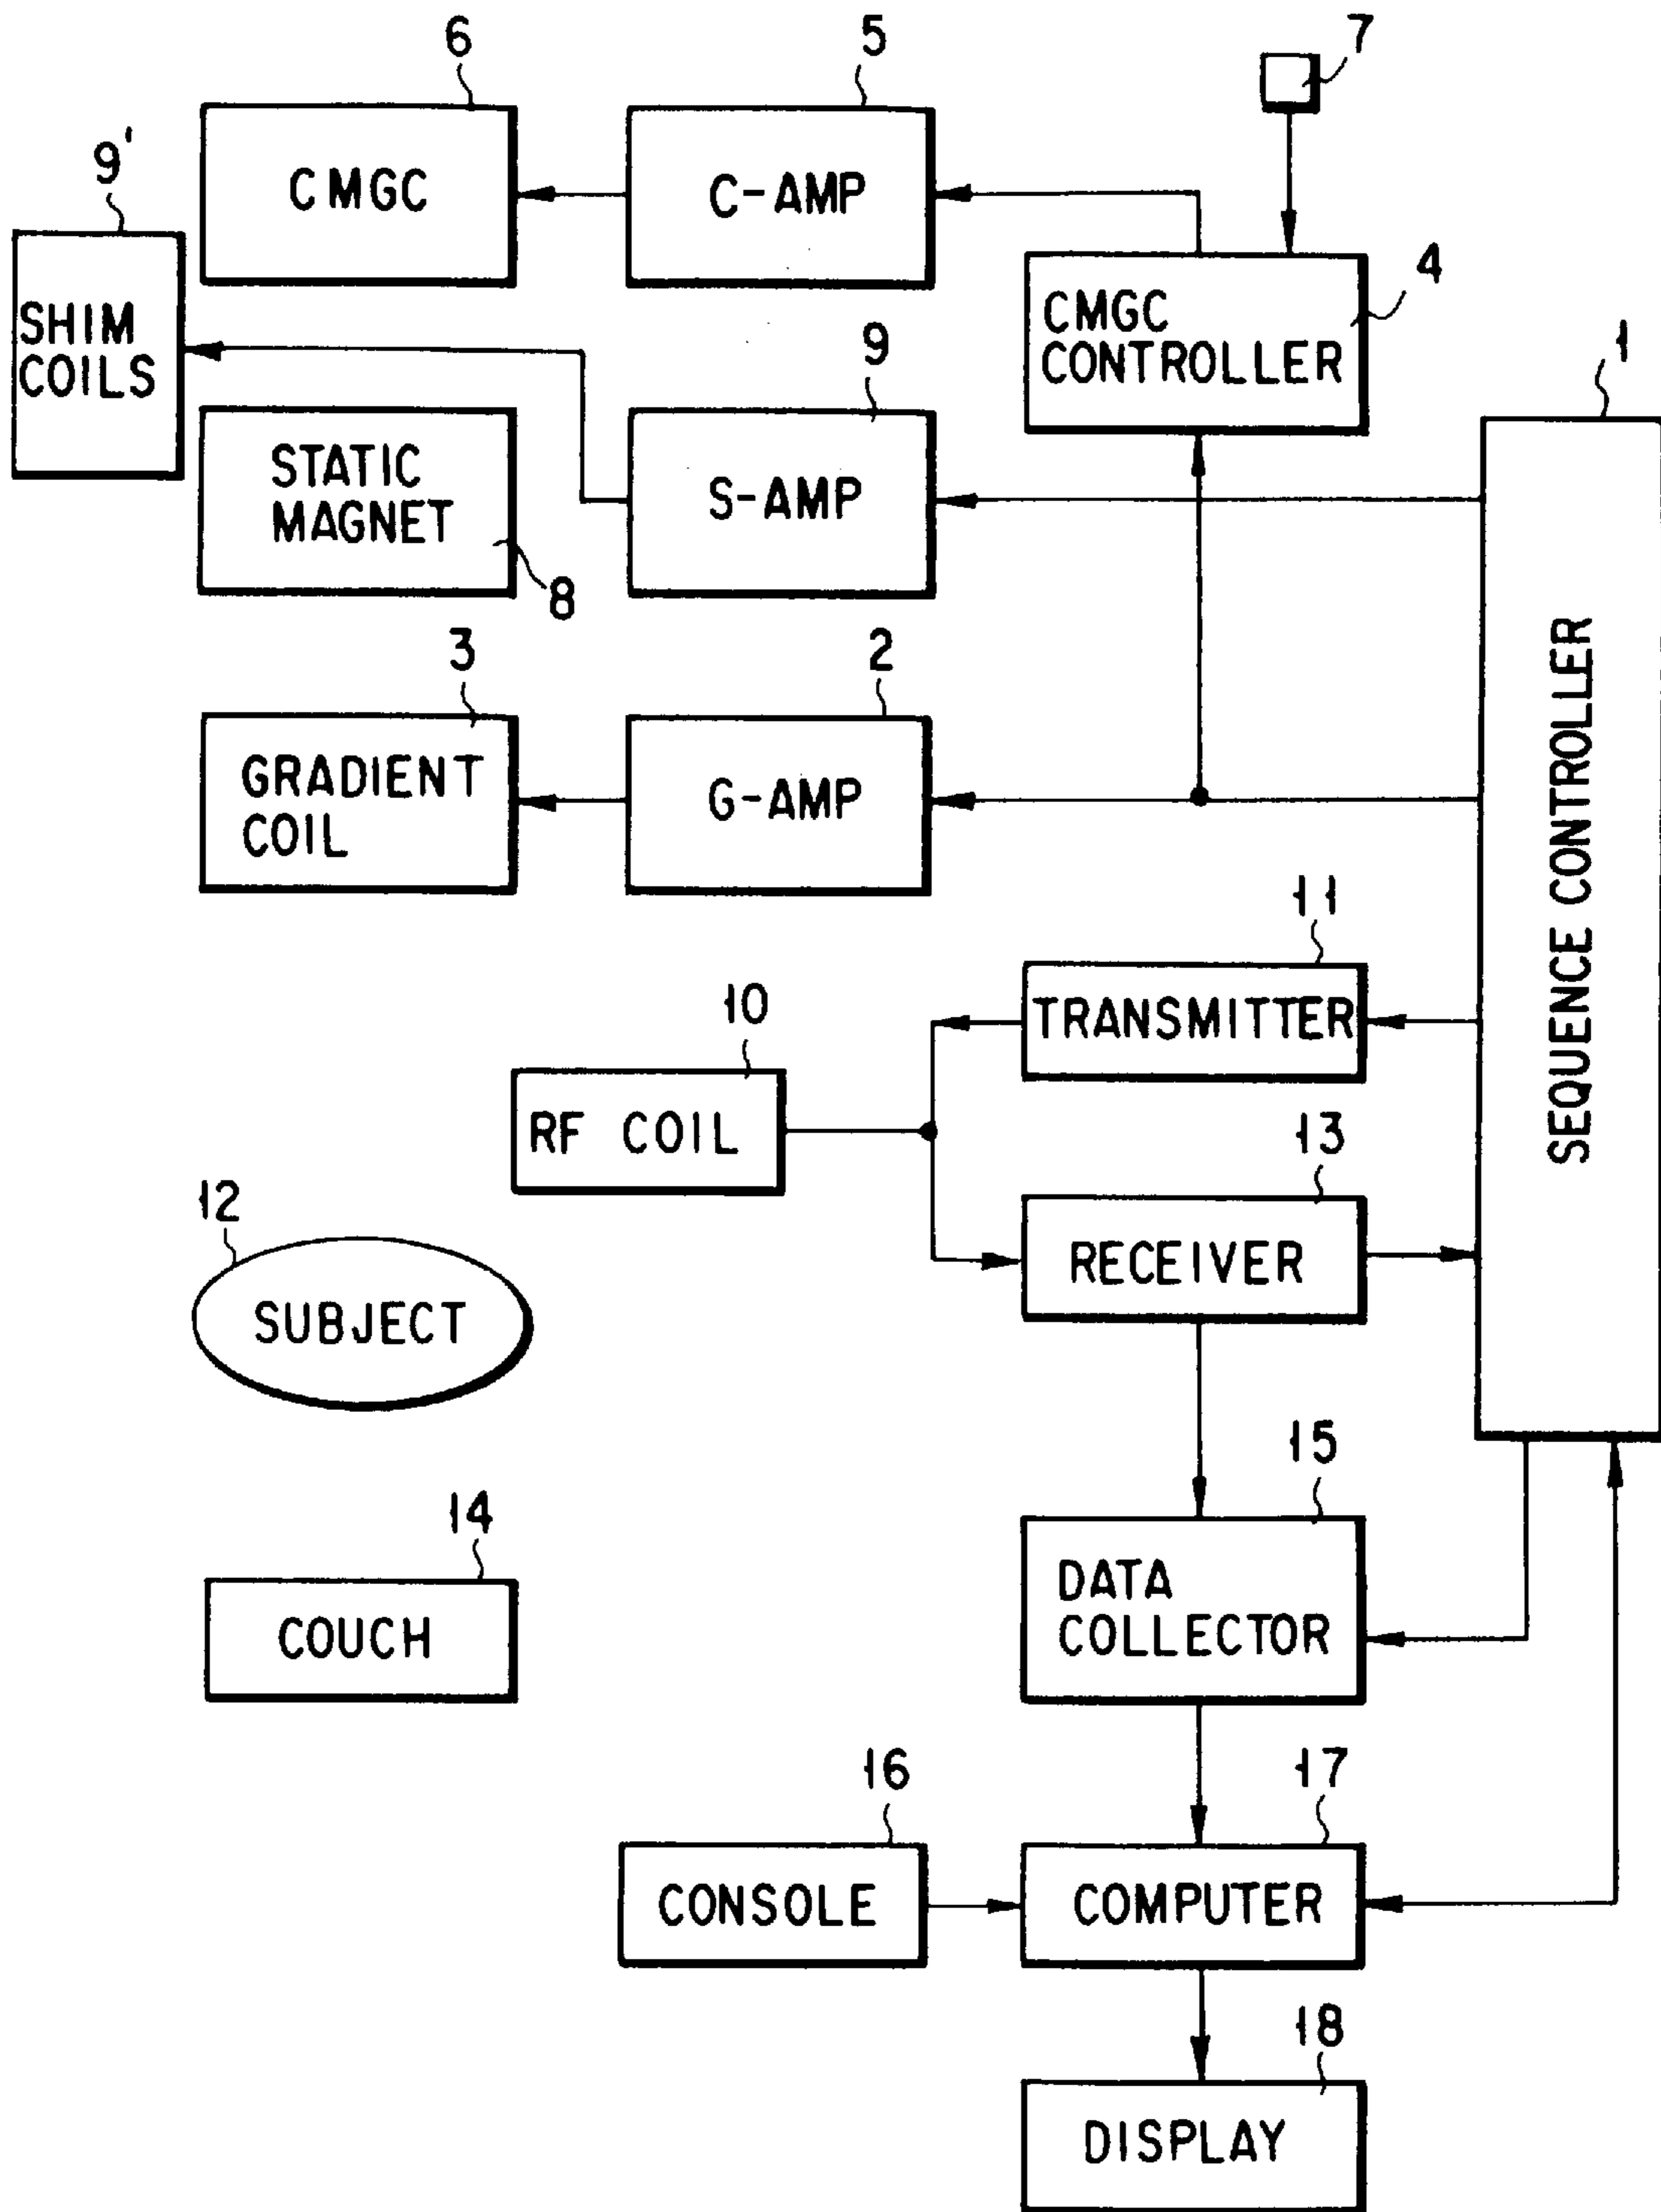 6
5
7
9'
CMGC
C-AMP
4
SHIM
COILS
CMGC
CONTROLLER
1
9
STATIC
MAGNET
S-AMP
8
3
2
GRADIENT
COIL
G-AMP
SEQUENCE CONTROLLER
11
10
TRANSMITTER
RF COIL
13
12
RECEIVER
SUBJECT
15
14
DATA
COLLECTOR
COUCH
16
17
CONSOLE
COMPUTER
18
DISPLAY